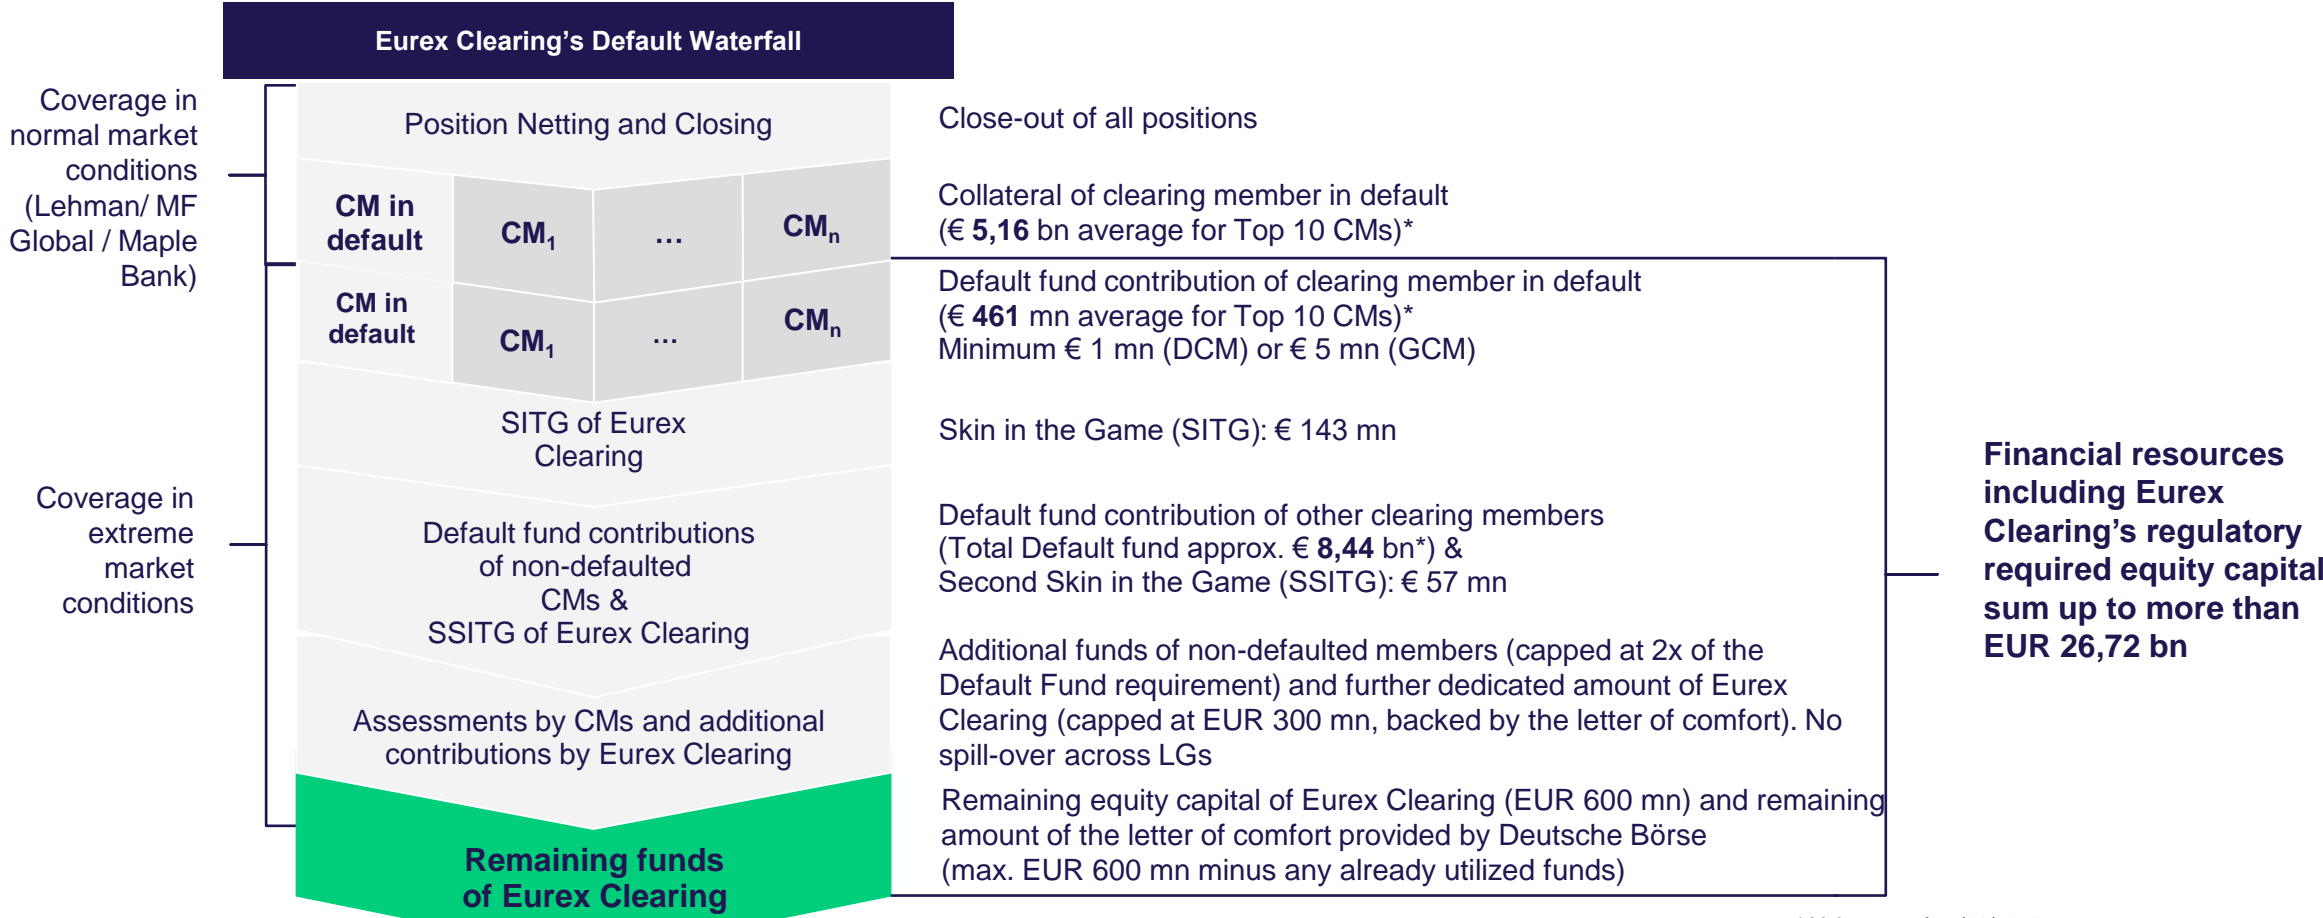 Eurex Clearing's Default Waterfall
Coverage in
normal market
conditions
(Lehman/ MF
Global / Maple
Bank)
Position Netting and Closing
Close-out of all positions
CM in
default
CM1
...
CMn
Collateral of clearing member in default
(€ 5,16 bn average for Top 10 CMs)*
CM in
default
CM1
...
CMn
Default fund contribution of clearing member in default
(€ 461 mn average for Top 10 CMs)*
Minimum € 1 mn (DCM) or € 5 mn (GCM)
SITG of Eurex
Clearing
Skin in the Game (SITG): € 143 mn
Coverage in
extreme
market
conditions
Default fund contributions
of non-defaulted
CMs &
SSITG of Eurex Clearing
Default fund contribution of other clearing members
(Total Default fund approx. € 8,44 bn*) &
Second Skin in the Game (SSITG): € 57 mn
Assessments by CMs and additional
contributions by Eurex Clearing
Additional funds of non-defaulted members (capped at 2x of the
Default Fund requirement) and further dedicated amount of Eurex
Clearing (capped at EUR 300 mn, backed by the letter of comfort). No
spill-over across LGs
Remaining funds
of Eurex Clearing
Remaining equity capital of Eurex Clearing (EUR 600 mn) and remaining
amount of the letter of comfort provided by Deutsche Börse
(max. EUR 600 mn minus any already utilized funds)
Financial resources
including Eurex
Clearing's regulatory
required equity capital
sum up to more than
EUR 26,72 bn